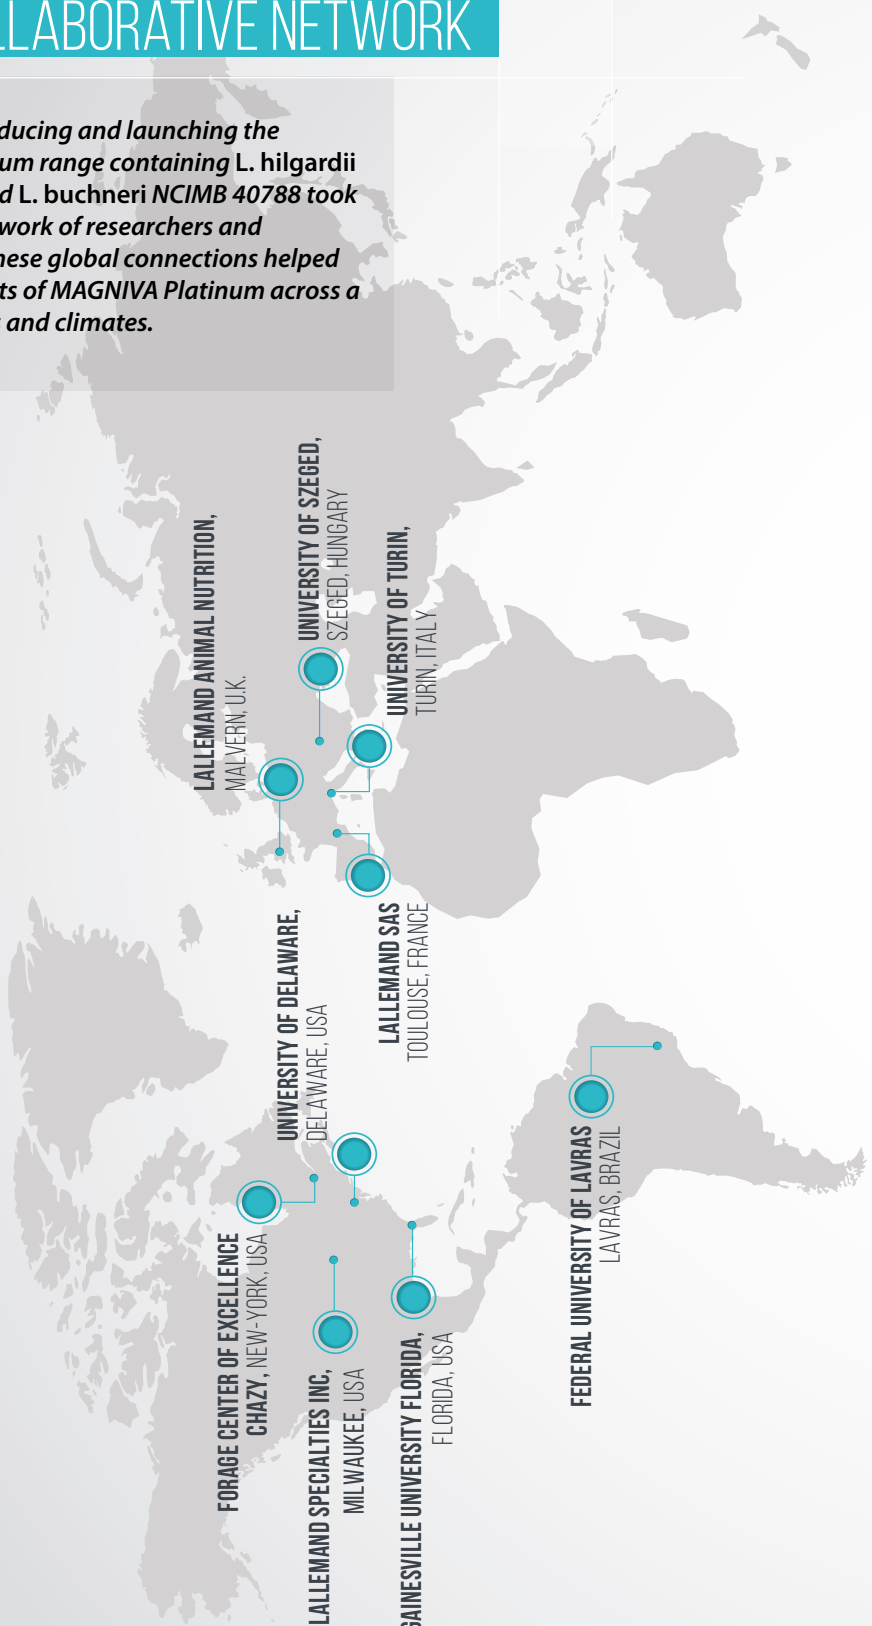 LLABORATIVE NETWORK
ducing and launching the
um range containing L. hilgardii
d L. buchneri NCIMB 40788 took
work of researchers and
hese global connections helped
ts of MAGNIVA Platinum across a
and climates.
LALLEMAND ANIMAL NUTRITION,
MALVERN, U.K.
UNIVERSITY OF SZEGED,
SZEGED, HUNGARY
UNIVERSITY OF TURIN,
TURIN, ITALY
LALLEMAND SAS
TOULOUSE, FRANCE
UNIVERSITY OF DELAWARE,
DELAWARE, USA
FORAGE CENTER OF EXCELLENCE
CHAZY, NEW-YORK, USA
LALLEMAND SPECIALTIES INC,
MILWAUKEE, USA
GAINESVILLE UNIVERSITY FLORIDA,
FLORIDA, USA
FEDERAL UNIVERSITY OF LAVRAS
LAVRAS, BRAZIL